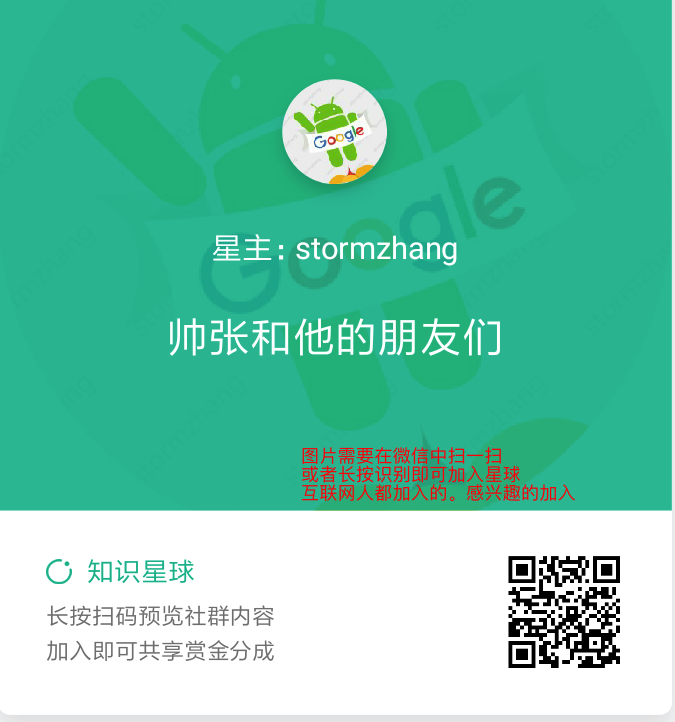 Google
星主：stormzhang
帅张和他的朋友们
图片需要在微信中扫一扫
或者长按识别即可加入星球
互联网人都加入的。感兴趣的加入
知识星球
长按扫码预览社群内容
加入即可共享赏金分成